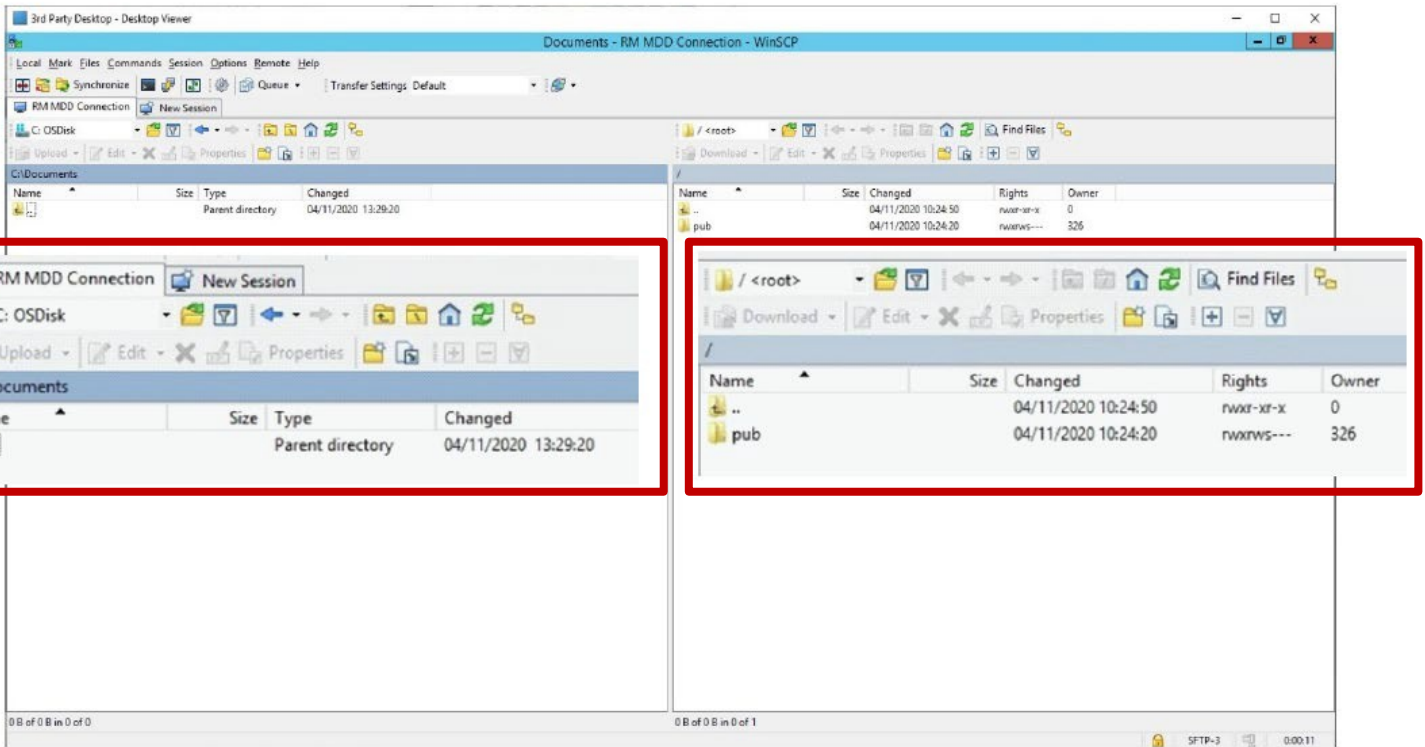 3rd Party Desktop - Desktop Viewer
Documents - RM MDD Connection - WinSCP
Local Mark Files Commands Session Options Remote Help
Synchronize Queue Transfer Settings Default
RM MDD Connection New Session
C: OSDisk
/ <root> Find Files
Upload Edit Properties
Download Edit Properties
C:\Documents
/
Name Size Type Changed
Name Size Changed Rights Owner
Parent directory 04/11/2020 13:29:20
.. 04/11/2020 10:24:50 rwxr-xr-x 0
pub 04/11/2020 10:24:20 rwxrws--- 326
RM MDD Connection New Session
C: OSDisk
Upload Edit Properties
ocuments
e Size Type Changed
Parent directory 04/11/2020 13:29:20
/ <root> Find Files
Download Edit Properties
/
Name Size Changed Rights Owner
.. 04/11/2020 10:24:50 rwxr-xr-x 0
pub 04/11/2020 10:24:20 rwxrws--- 326
0 B of 0 B in 0 of 0
0 B of 0 B in 0 of 1
SFTP-3 0:00:11